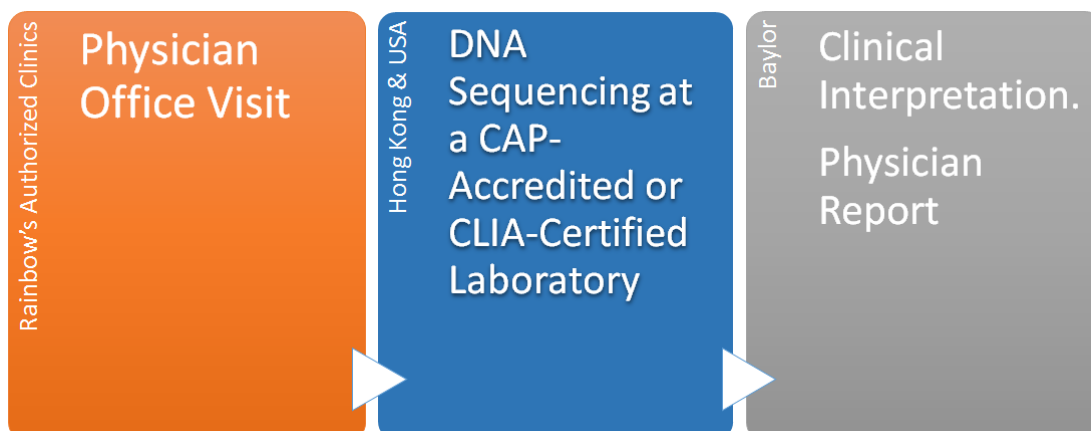 Rainbow's Authorized Clinics
Physician
Office Visit
Hong Kong & USA
DNA
Sequencing at
a CAP-
Accredited or
CLIA-Certified
Laboratory
Baylor
Clinical
Interpretation.
Physician
Report